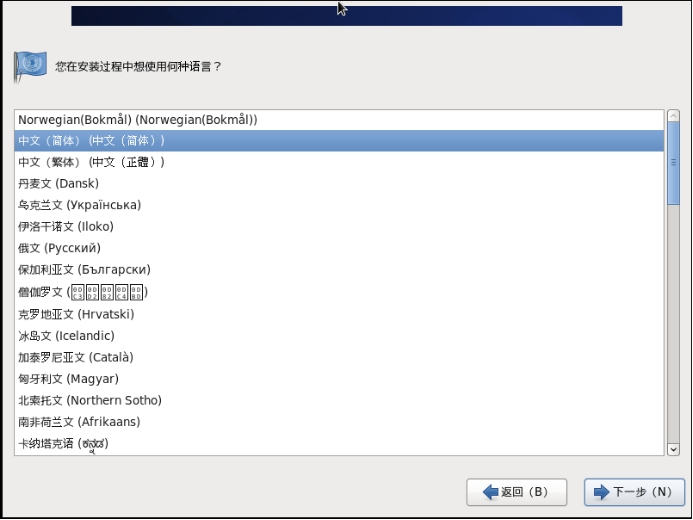 您在安装过程中想使用何种语言？
Norwegian(Bokmål) (Norwegian(Bokmål))
中文（简体） (中文（简体）)
中文（繁体） (中文（正體）)
丹麦文 (Dansk)
乌克兰文 (Українська)
伊洛干诺文 (Iloko)
俄文 (Русский)
保加利亚文 (Български)
僧伽罗文
克罗地亚文 (Hrvatski)
冰岛文 (Icelandic)
加泰罗尼亚文 (Català)
匈牙利文 (Magyar)
北索托文 (Northern Sotho)
南非荷兰文 (Afrikaans)
卡纳塔克语 (ಕನ್ನಡ)
返回（B）
下一步（N）